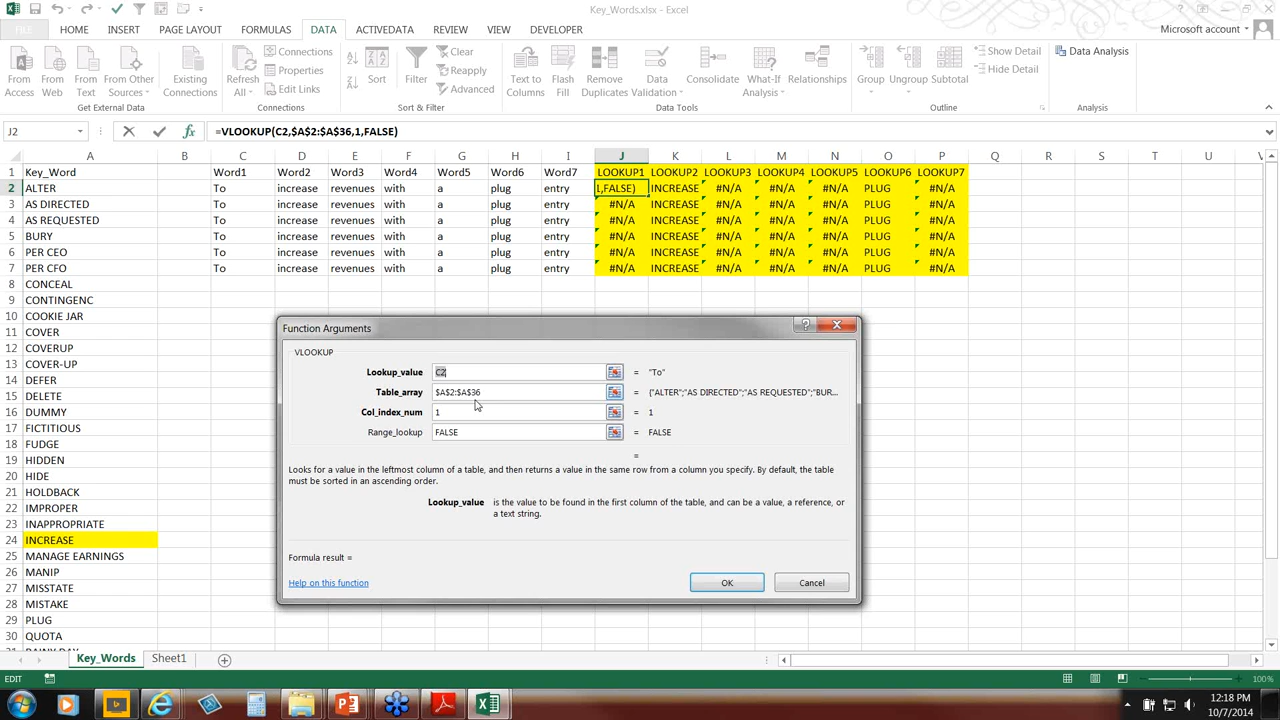 Key_Words.xlsx - Excel
FILE HOME INSERT PAGE LAYOUT FORMULAS DATA ACTIVEDATA REVIEW VIEW DEVELOPER Microsoft account
From Access
From Web
From Text
From Other Sources
Existing Connections
Refresh All
Connections
Properties
Edit Links
Sort
Filter
Clear
Reapply
Advanced
Text to Columns
Flash Fill
Remove Duplicates
Data Validation
Consolidate
What-If Analysis
Relationships
Group
Ungroup
Subtotal
Show Detail
Hide Detail
Data Analysis
Get External Data Connections Sort & Filter Data Tools Outline Analysis
J2 fx =VLOOKUP(C2,$A$2:$A$36,1,FALSE)
A B C D E F G H I J K L M N O P Q R S T U
1 Key_Word Word1 Word2 Word3 Word4 Word5 Word6 Word7 LOOKUP1 LOOKUP2 LOOKUP3 LOOKUP4 LOOKUP5 LOOKUP6 LOOKUP7
2 ALTER To increase revenues with a plug entry 1,FALSE) INCREASE #N/A #N/A #N/A PLUG #N/A
3 AS DIRECTED To increase revenues with a plug entry #N/A INCREASE #N/A #N/A #N/A PLUG #N/A
4 AS REQUESTED To increase revenues with a plug entry #N/A INCREASE #N/A #N/A #N/A PLUG #N/A
5 BURY To increase revenues with a plug entry #N/A INCREASE #N/A #N/A #N/A PLUG #N/A
6 PER CEO To increase revenues with a plug entry #N/A INCREASE #N/A #N/A #N/A PLUG #N/A
7 PER CFO To increase revenues with a plug entry #N/A INCREASE #N/A #N/A #N/A PLUG #N/A
8 CONCEAL
9 CONTINGENC
10 COOKIE JAR
11 COVER
12 COVERUP
13 COVER-UP
14 DEFER
15 DELETE
16 DUMMY
17 FICTITIOUS
18 FUDGE
19 HIDDEN
20 HIDE
21 HOLDBACK
22 IMPROPER
23 INAPPROPRIATE
24 INCREASE
25 MANAGE EARNINGS
26 MANIP
27 MISSTATE
28 MISTAKE
29 PLUG
30 QUOTA
Function Arguments
VLOOKUP
Lookup_value C2 = "To"
Table_array $A$2:$A$36 = {"ALTER";"AS DIRECTED";"AS REQUESTED";"BUR...
Col_index_num 1 = 1
Range_lookup FALSE = FALSE
=
Looks for a value in the leftmost column of a table, and then returns a value in the same row from a column you specify. By default, the table
must be sorted in an ascending order.
Lookup_value is the value to be found in the first column of the table, and can be a value, a reference, or
a text string.
Formula result =
Help on this function
OK Cancel
Key_Words Sheet1
EDIT 100%
12:18 PM
10/7/2014